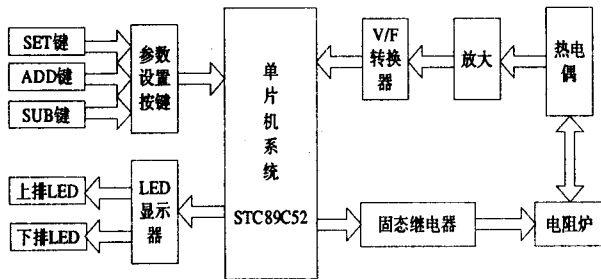 SET键
ADD键
SUB键
参数
设置
按键
上排LED
下排LED
LED
显示
器
单
片
机
系
统
STC89C52
V/F
转换
器
放大
热电
偶
固态继电器
电阻炉